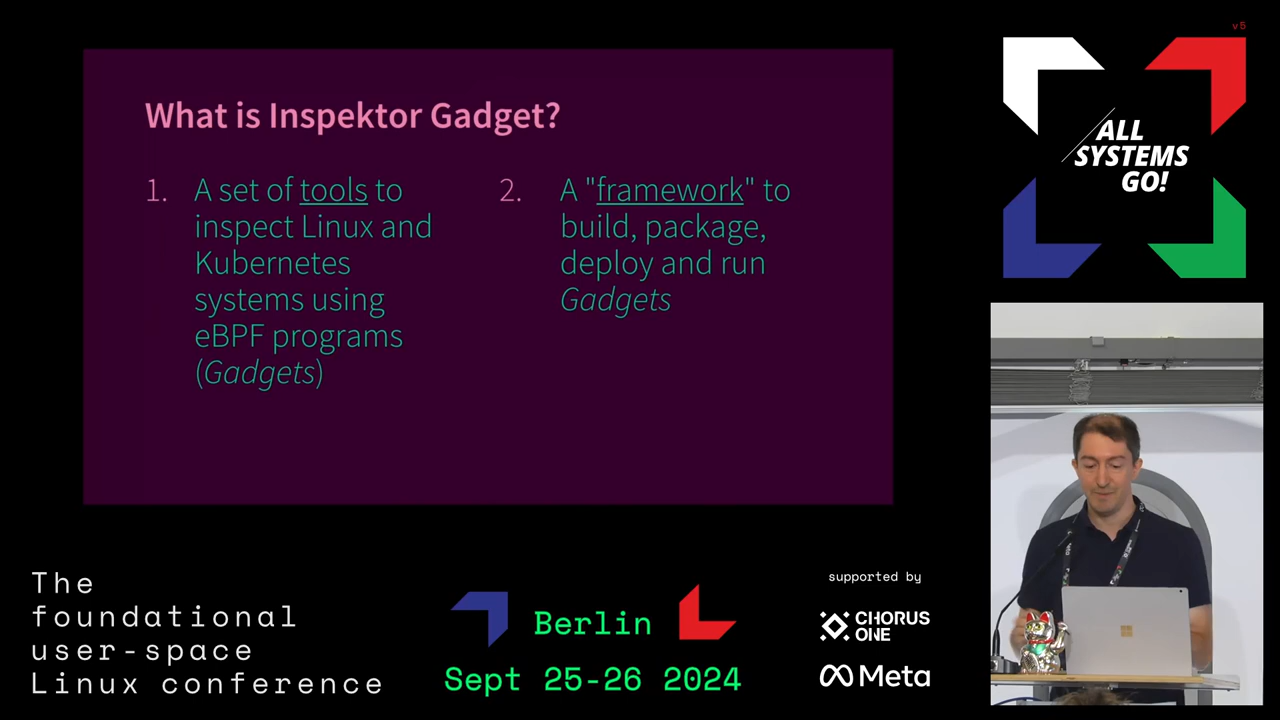 What is Inspektor Gadget?
1. A set of tools to
inspect Linux and
Kubernetes
systems using
eBPF programs
(Gadgets)
2. A "framework" to
build, package,
deploy and run
Gadgets
v5
ALL
SYSTEMS
GO!
The
foundational
user-space
Linux conference
Berlin
Sept 25-26 2024
supported by
CHORUS
ONE
Meta